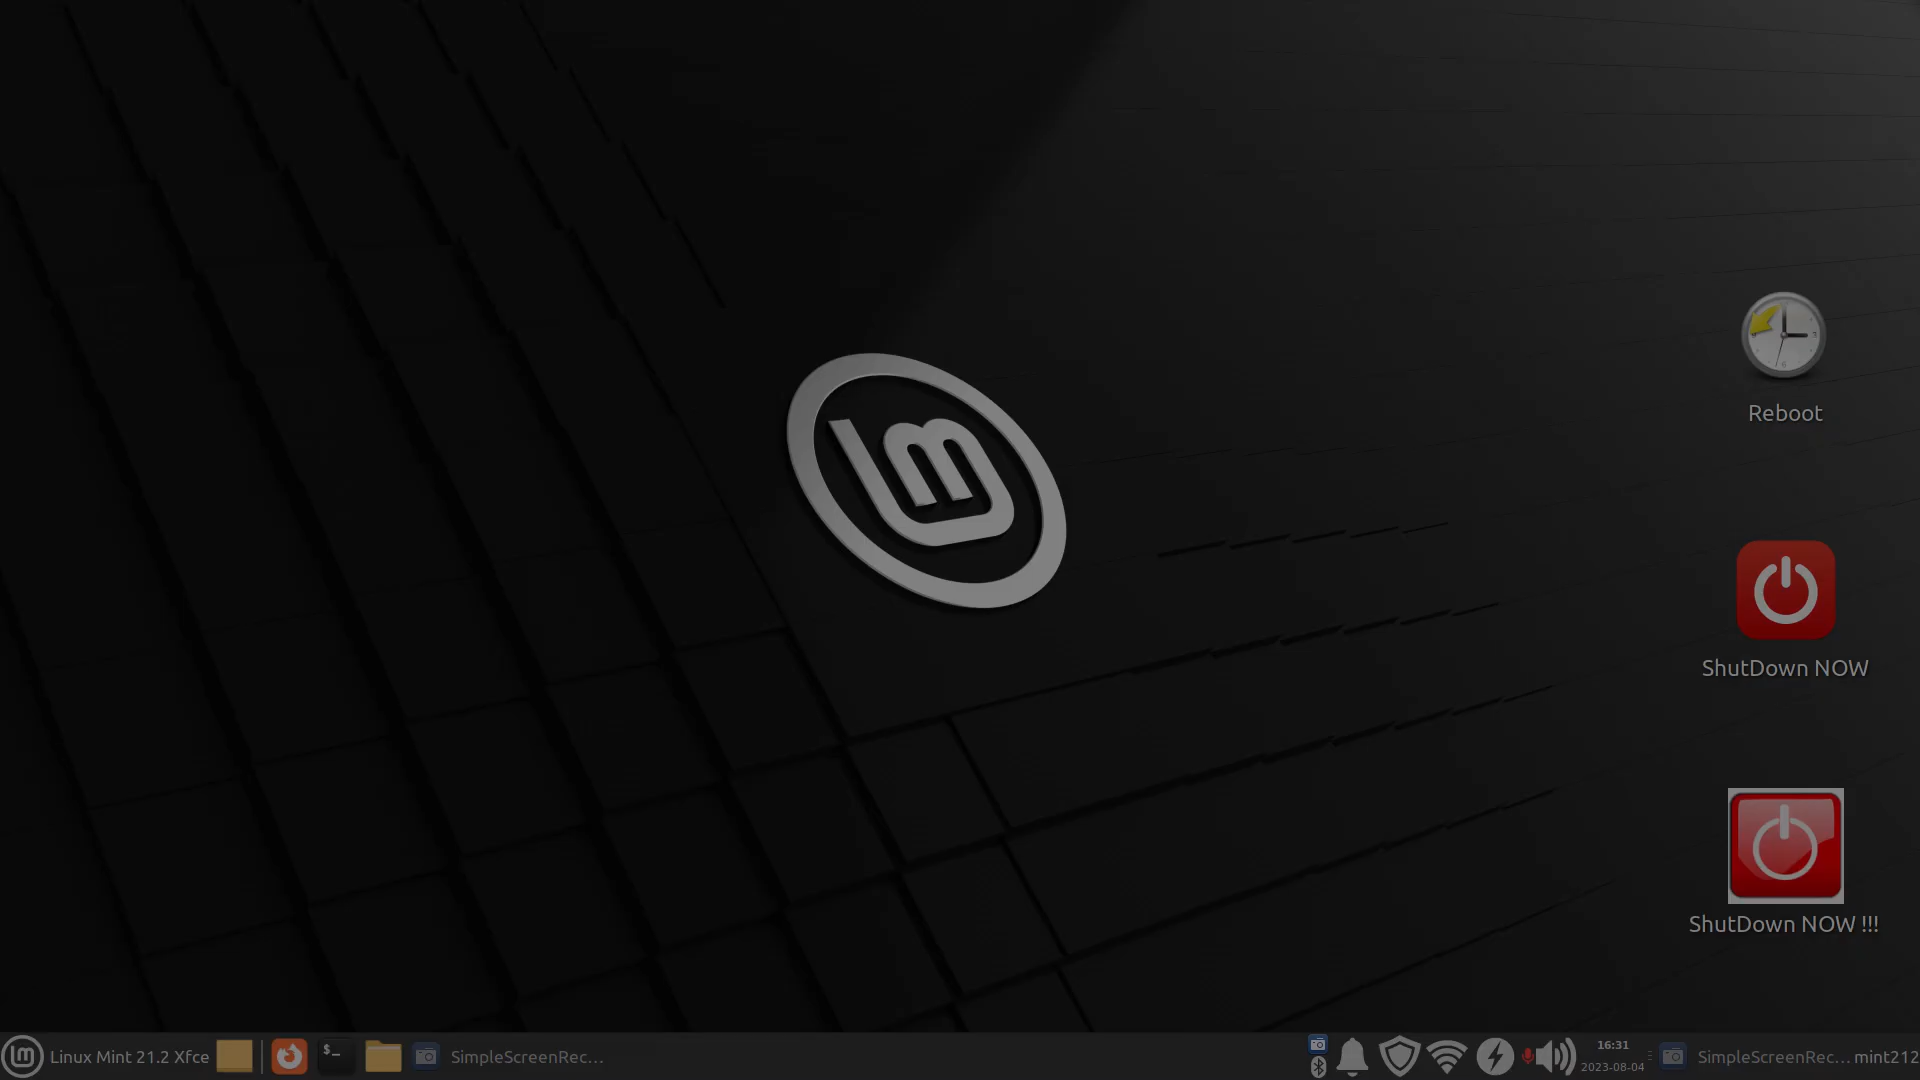 Reboot
ShutDown NOW
ShutDown NOW !!!
Linux Mint 21.2 Xfce
SimpleScreenRec...
16:31
2023-08-04
SimpleScreenRec...
mint212